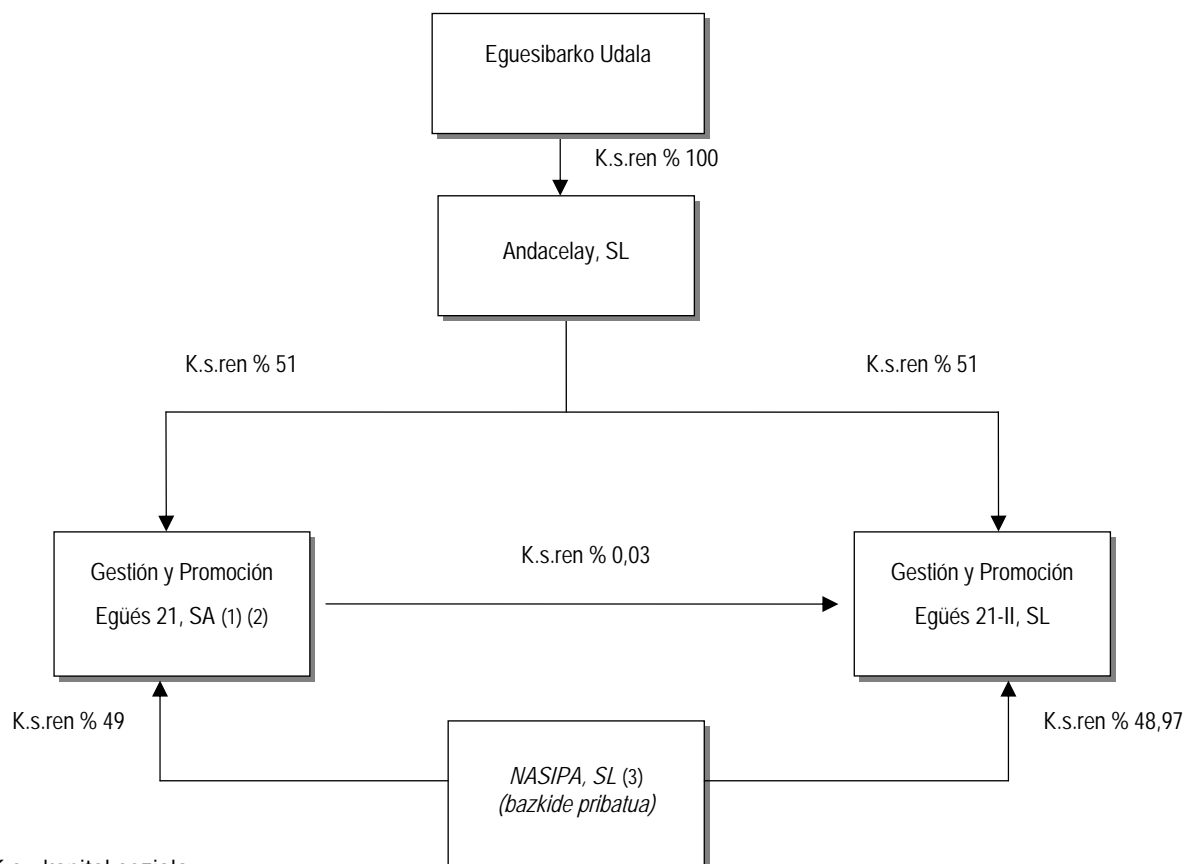 Eguesibarko Udala
K.s.ren % 100
Andacelay, SL
K.s.ren % 51
K.s.ren % 51
Gestión y Promoción
Egüés 21, SA (1) (2)
K.s.ren % 0,03
Gestión y Promoción
Egüés 21-II, SL
K.s.ren % 49
K.s.ren % 48,97
NASIPA, SL (3)
(bazkide pribatua)